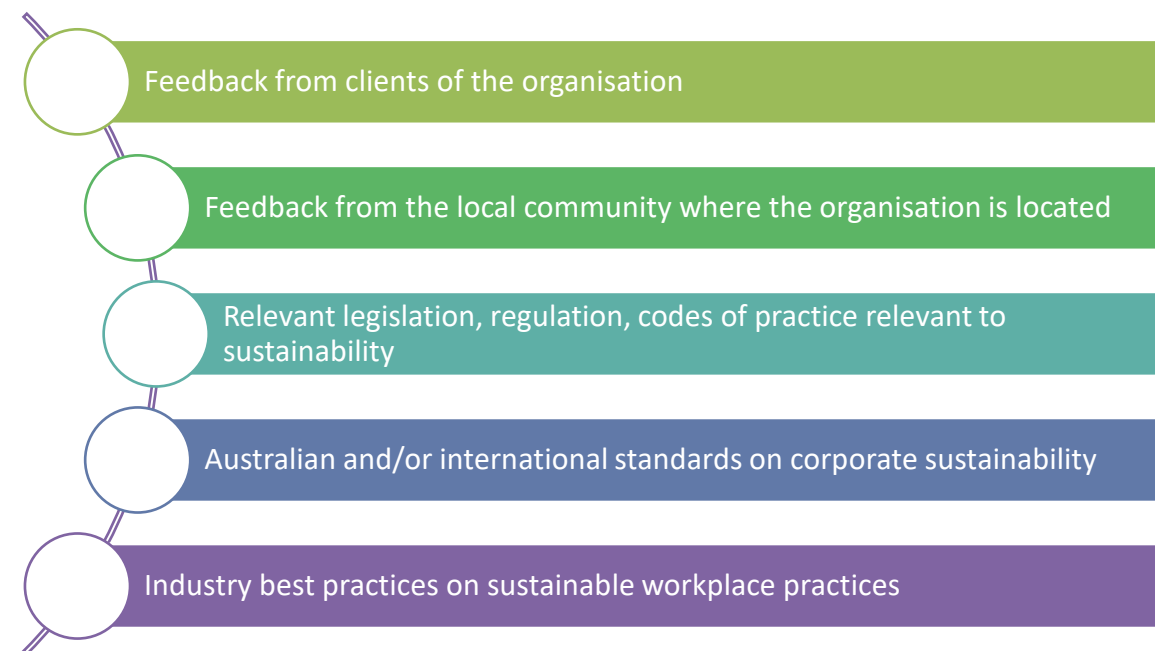 Feedback from clients of the organisation
Feedback from the local community where the organisation is located
Relevant legislation, regulation, codes of practice relevant to
sustainability
Australian and/or international standards on corporate sustainability
Industry best practices on sustainable workplace practices